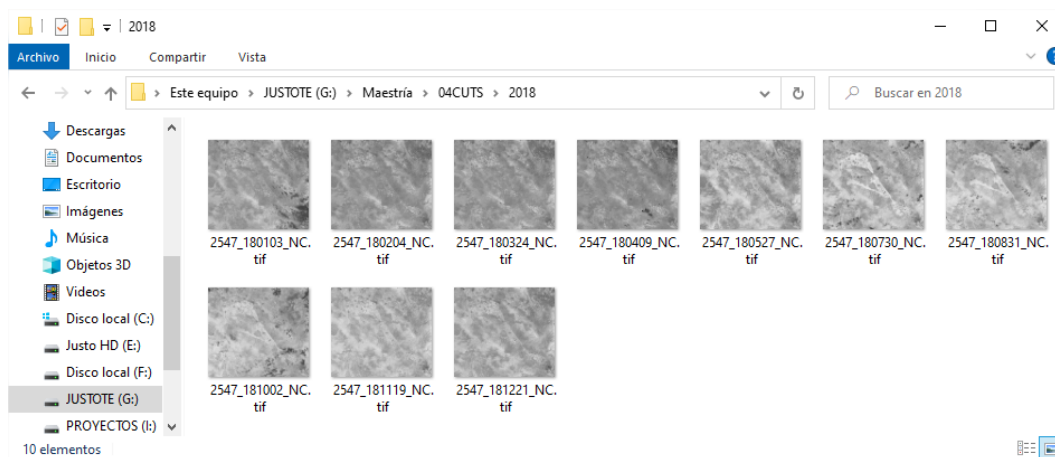 2018
Archivo Inicio Compartir Vista
Este equipo > JUSTOTE (G:) > Maestría > 04CUTS > 2018
Buscar en 2018
Descargas
Documentos
Escritorio
Imágenes
Música
Objetos 3D
Videos
Disco local (C:)
Justo HD (E:)
Disco local (F:)
JUSTOTE (G:)
PROYECTOS (I:)
2547_180103_NC.
tif
2547_180204_NC.
tif
2547_180324_NC.
tif
2547_180409_NC.
tif
2547_180527_NC.
tif
2547_180730_NC.
tif
2547_180831_NC.
tif
2547_181002_NC.
tif
2547_181119_NC.
tif
2547_181221_NC.
tif
10 elementos